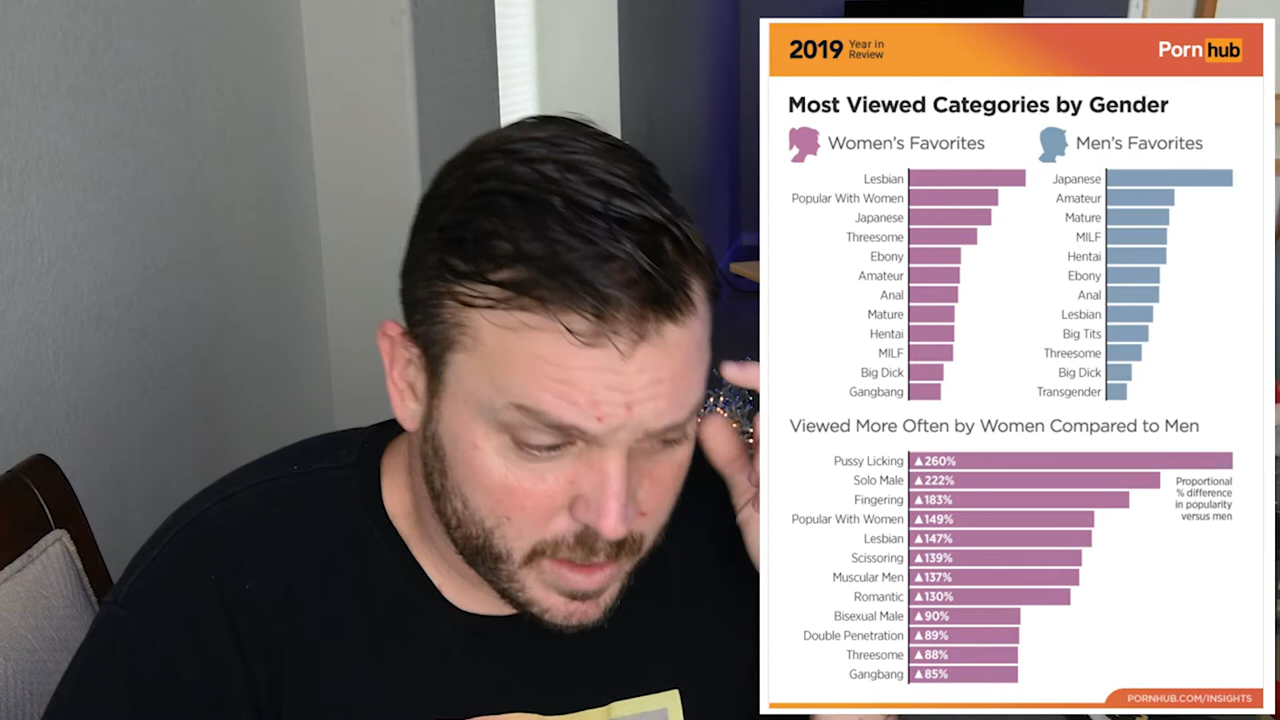 2019 Year in Review
Pornhub
Most Viewed Categories by Gender
Women's Favorites
Lesbian
Popular With Women
Japanese
Threesome
Ebony
Amateur
Anal
Mature
Hentai
MILF
Big Dick
Gangbang
Men's Favorites
Japanese
Amateur
Mature
MILF
Hentai
Ebony
Anal
Lesbian
Big Tits
Threesome
Big Dick
Transgender
Viewed More Often by Women Compared to Men
Pussy Licking ▲260%
Solo Male ▲222%
Fingering ▲183%
Popular With Women ▲149%
Lesbian ▲147%
Scissoring ▲139%
Muscular Men ▲137%
Romantic ▲130%
Bisexual Male ▲90%
Double Penetration ▲89%
Threesome ▲88%
Gangbang ▲85%
Proportional
% difference
in popularity
versus men
PORNHUB.COM/INSIGHTS